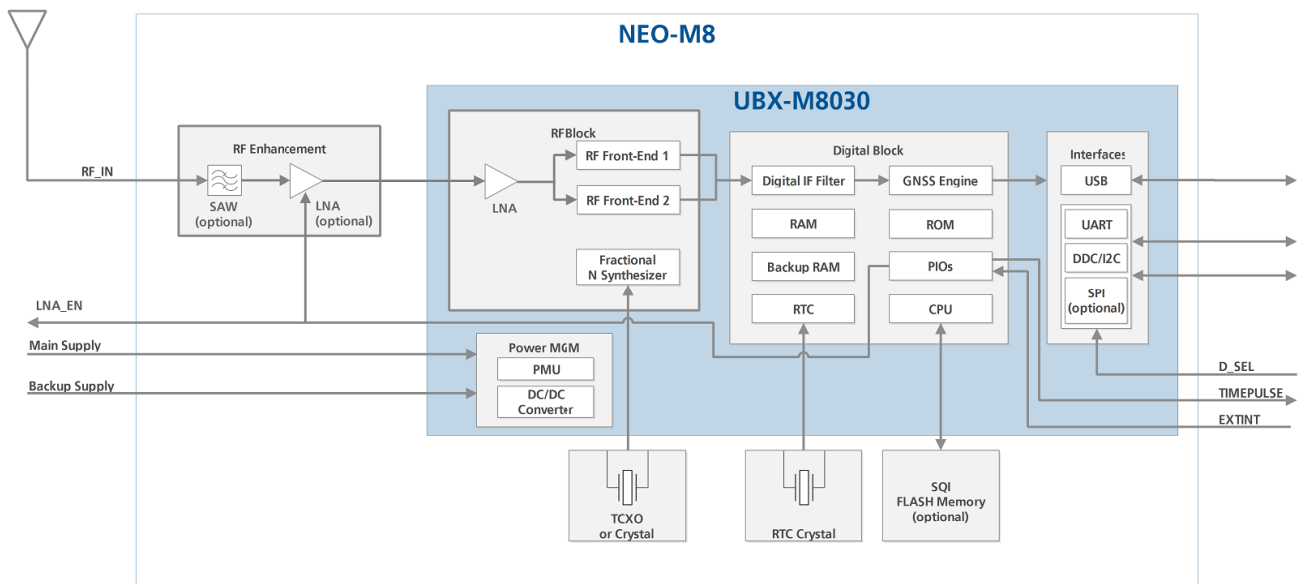 NEO-M8
UBX-M8030
RF Enhancement
RF_IN
SAW
(optional)
LNA
(optional)
RFBlock
LNA
RF Front-End 1
RF Front-End 2
Fractional
N Synthesizer
Digital Block
Digital IF Filter
GNSS Engine
RAM
ROM
Backup RAM
PIOs
RTC
CPU
Interfaces
USB
UART
DDC/I2C
SPI
(optional)
LNA_EN
Main Supply
Backup Supply
Power MGM
PMU
DC/DC
Converter
D_SEL
TIMEPULSE
EXTINT
TCXO
or Crystal
RTC Crystal
SQI
FLASH Memory
(optional)